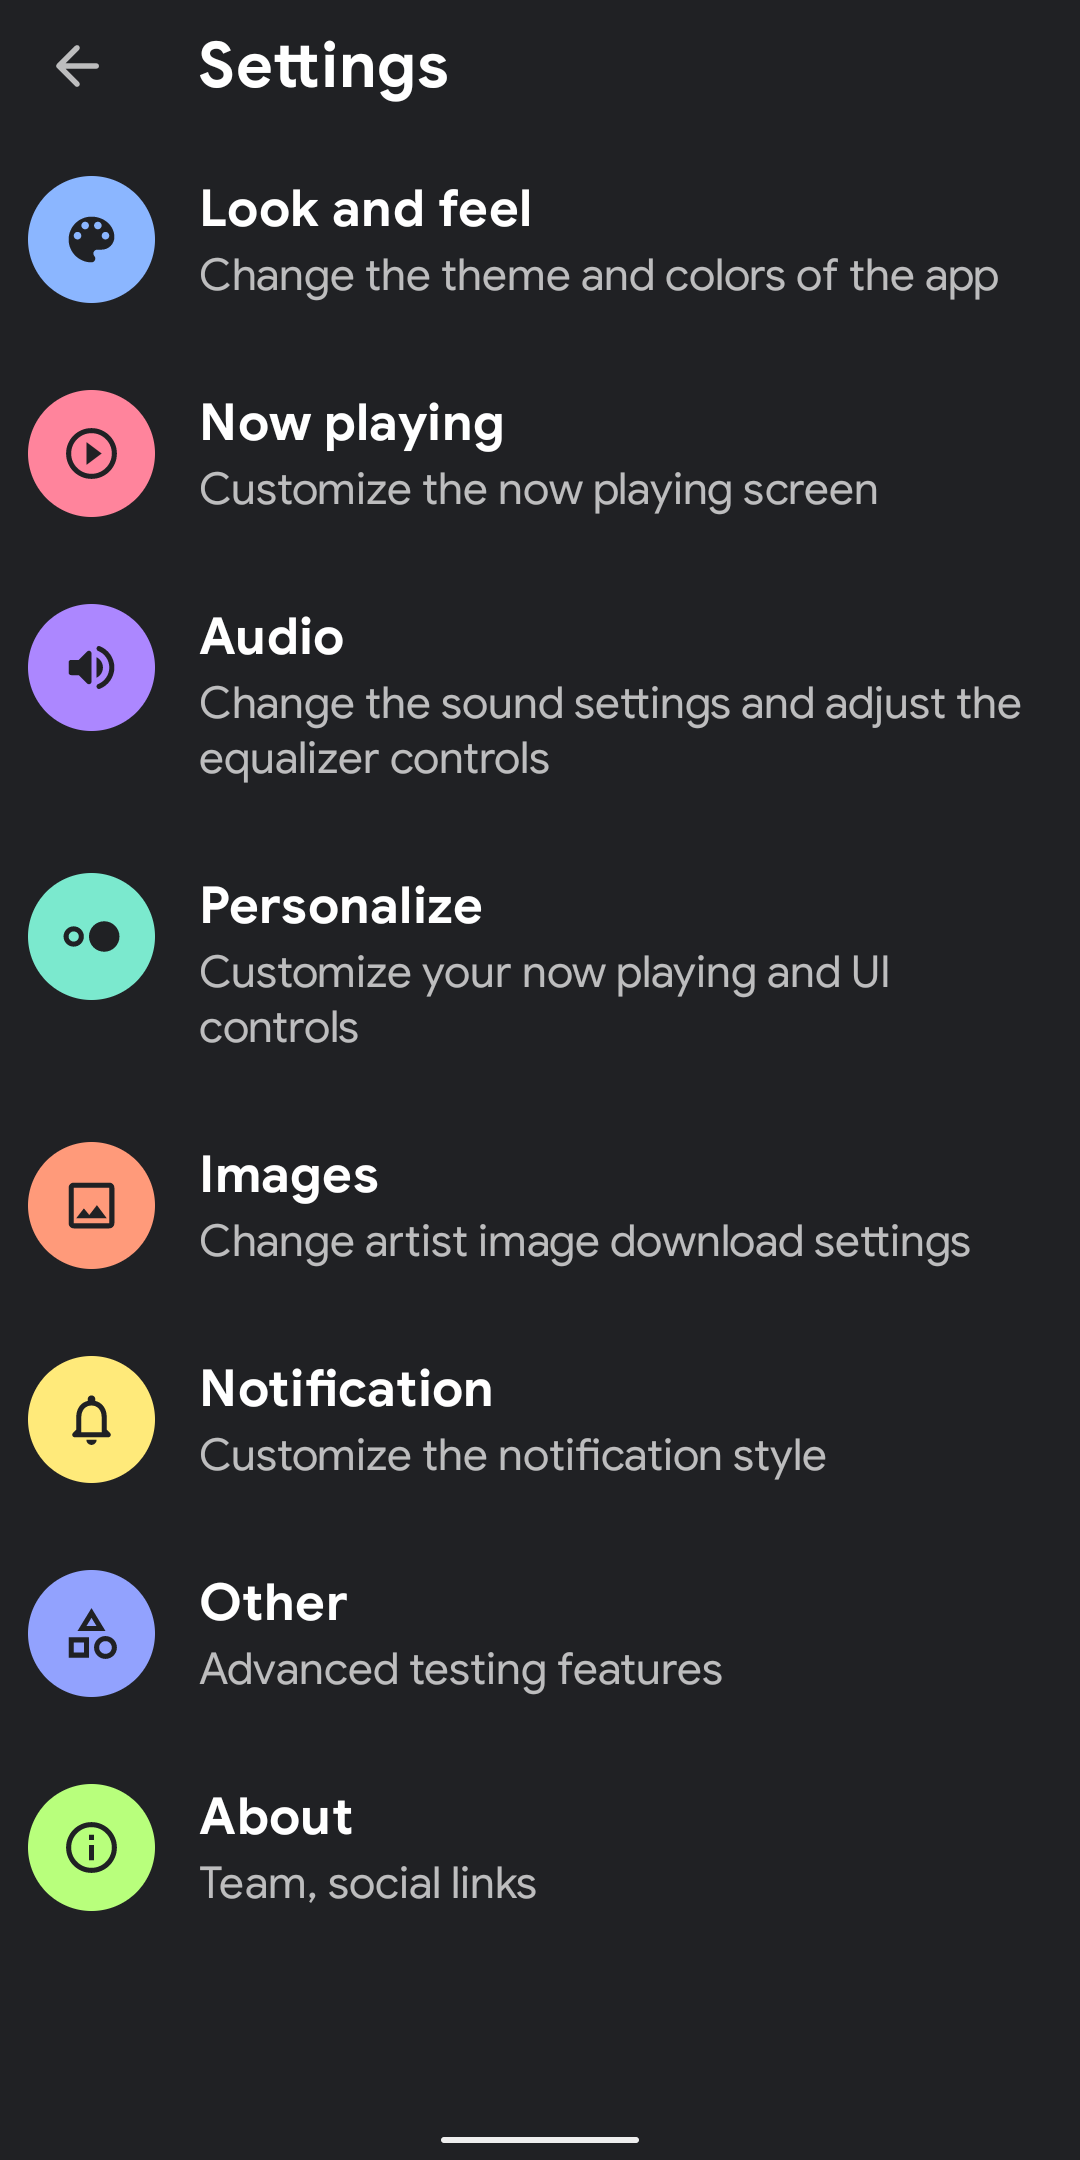 Settings
Look and feel
Change the theme and colors of the app
Now playing
Customize the now playing screen
Audio
Change the sound settings and adjust the
equalizer controls
Personalize
Customize your now playing and UI
controls
Images
Change artist image download settings
Notification
Customize the notification style
Other
Advanced testing features
About
Team, social links